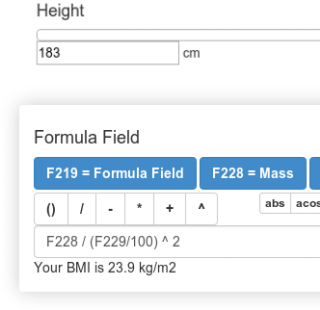 Height
183 cm
Formula Field
F219 = Formula Field F228 = Mass
() / - * + ^ abs acos
F228 / (F229/100) ^ 2
Your BMI is 23.9 kg/m2